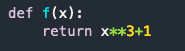 def f(x):
    return x**3+1